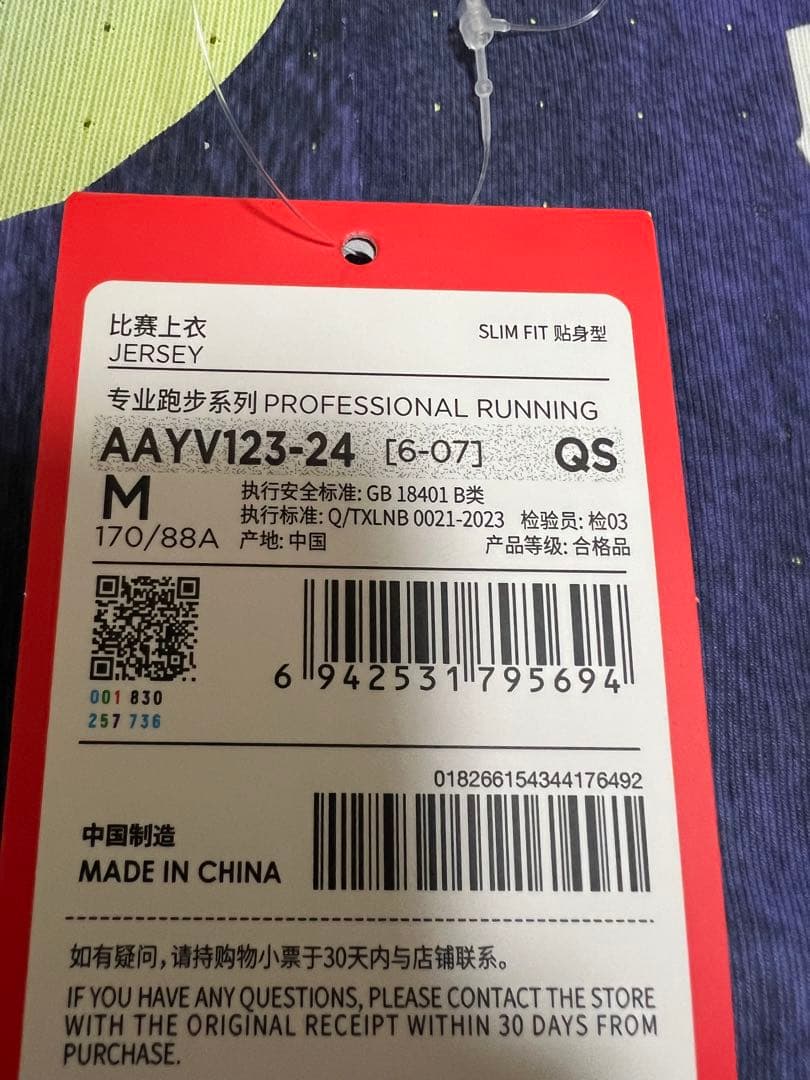 比赛上衣
JERSEY
SLIM FIT 贴身型
专业跑步系列 PROFESSIONAL RUNNING
AAYV123-24 [6-07] QS
M
170/88A
执行安全标准: GB 18401 B类
执行标准: Q/TXLNB 0021-2023 检验员: 检03
产地: 中国 产品等级: 合格品
001 830
257 736
6 942531 795694
018266154344176492
中国制造
MADE IN CHINA
如有疑问，请持购物小票于30天内与店铺联系。
IF YOU HAVE ANY QUESTIONS, PLEASE CONTACT THE STORE
WITH THE ORIGINAL RECEIPT WITHIN 30 DAYS FROM
PURCHASE.